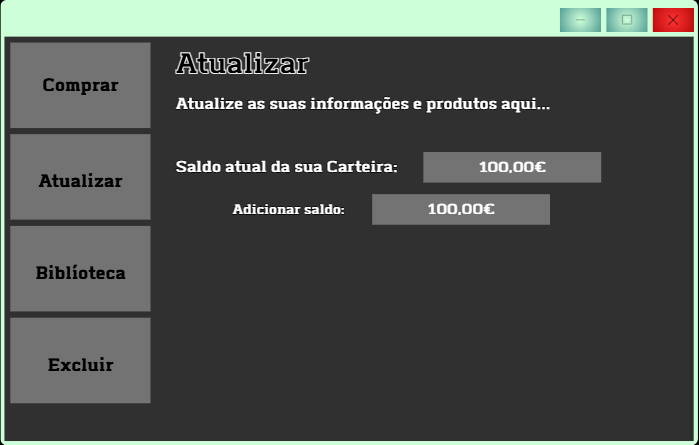 Comprar
Atualizar
Biblíoteca
Excluir
Atualizar
Atualize as suas informações e produtos aqui...
Saldo atual da sua Carteira: 100,00€
Adicionar saldo: 100,00€